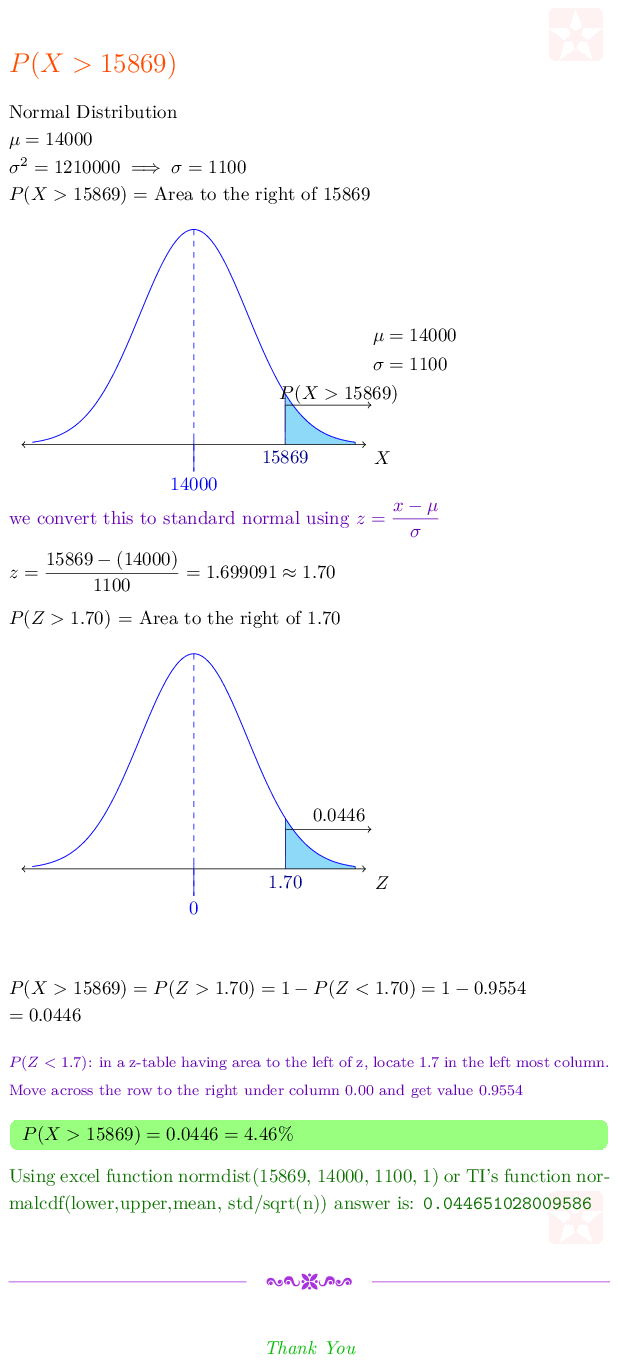 P(X > 15869)
Normal Distribution
μ = 14000
σ² = 1210000 ⟹ σ = 1100
P(X > 15869) = Area to the right of 15869
μ = 14000
σ = 1100
P(X > 15869)
15869
X
14000
we convert this to standard normal using z = (x − μ)/σ
z = (15869 − (14000))/1100 = 1.699091 ≈ 1.70
P(Z > 1.70) = Area to the right of 1.70
0.0446
1.70
Z
0
P(X > 15869) = P(Z > 1.70) = 1 − P(Z < 1.70) = 1 − 0.9554
= 0.0446
P(Z < 1.7): in a z-table having area to the left of z, locate 1.7 in the left most column.
Move across the row to the right under column 0.00 and get value 0.9554
P(X > 15869) = 0.0446 = 4.46%
Using excel function normdist(15869, 14000, 1100, 1) or TI's function nor-
malcdf(lower,upper,mean, std/sqrt(n)) answer is: 0.044651028009586
Thank You